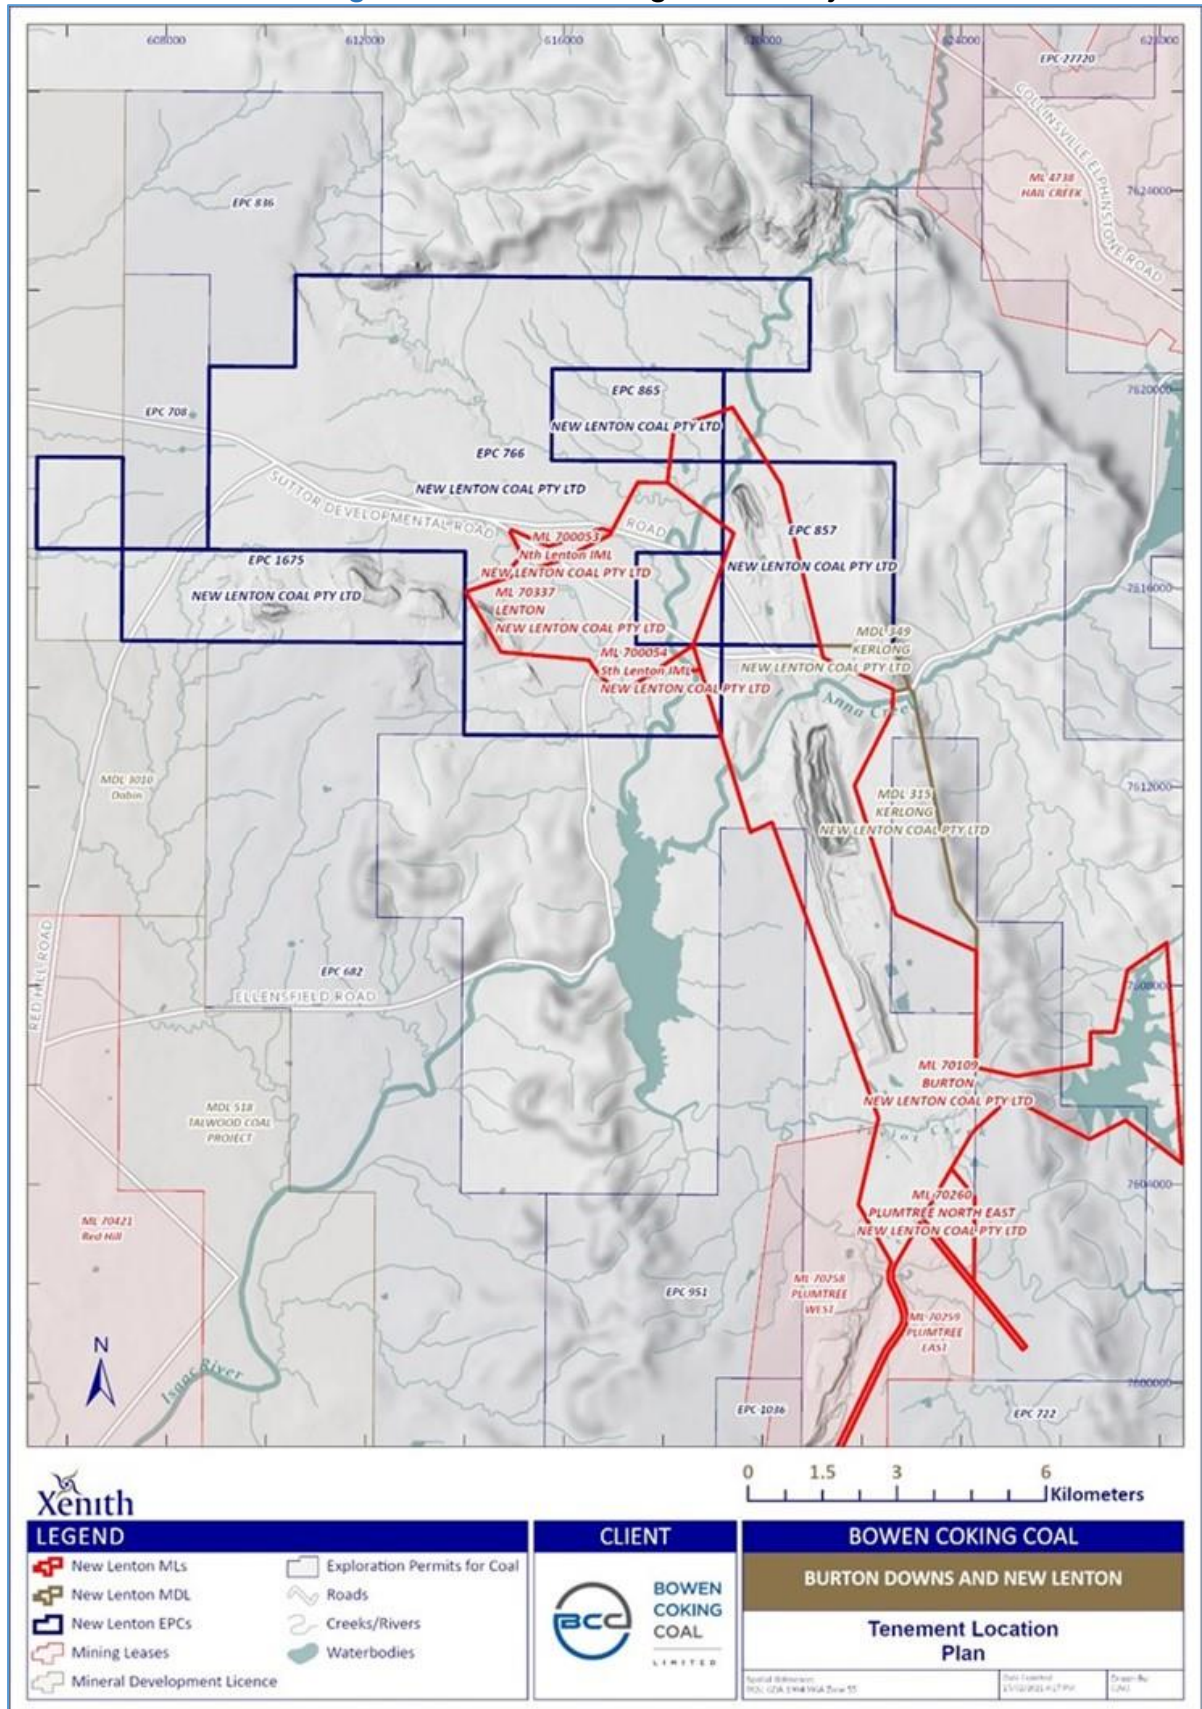 608000
612000
616000
620000
624000
EPC 27720
COLLINSVILLE ELPHINSTONE ROAD
ML 4738
HAIL CREEK
7624000
EPC 836
7620000
EPC 865
NEW LENTON COAL PTY LTD
EPC 708
EPC 766
NEW LENTON COAL PTY LTD
SUTTOR DEVELOPMENTAL ROAD
ROAD
EPC 857
NEW LENTON COAL PTY LTD
ML 700053
Nth Lenton IML
NEW LENTON COAL PTY LTD
EPC 1675
NEW LENTON COAL PTY LTD
ML 70337
LENTON
NEW LENTON COAL PTY LTD
7616000
MDL 349
KERLONG
NEW LENTON COAL PTY LTD
ML 700054
Sth Lenton IML
NEW LENTON COAL PTY LTD
Anna Cree
MDL 3010
Dabin
7612000
MDL 315
KERLONG
NEW LENTON COAL PTY LTD
RED HILL ROAD
EPC 682
ELLENSFIELD ROAD
7608000
ML 70109
BURTON
NEW LENTON COAL PTY LTD
MDL 518
TALWOOD COAL
PROJECT
7604000
ML 70260
PLUMTREE NORTH EAST
NEW LENTON COAL PTY LTD
ML 70421
Red Hill
EPC 951
ML 70258
PLUMTREE
WEST
ML 70259
PLUMTREE
EAST
N
Isaac River
7600000
EPC 1036
EPC 722
Xenith
0 1.5 3 6
Kilometers
LEGEND
New Lenton MLs
New Lenton MDL
New Lenton EPCs
Mining Leases
Mineral Development Licence
Exploration Permits for Coal
Roads
Creeks/Rivers
Waterbodies
CLIENT
BCC
BOWEN
COKING
COAL
LIMITED
BOWEN COKING COAL
BURTON DOWNS AND NEW LENTON
Tenement Location
Plan